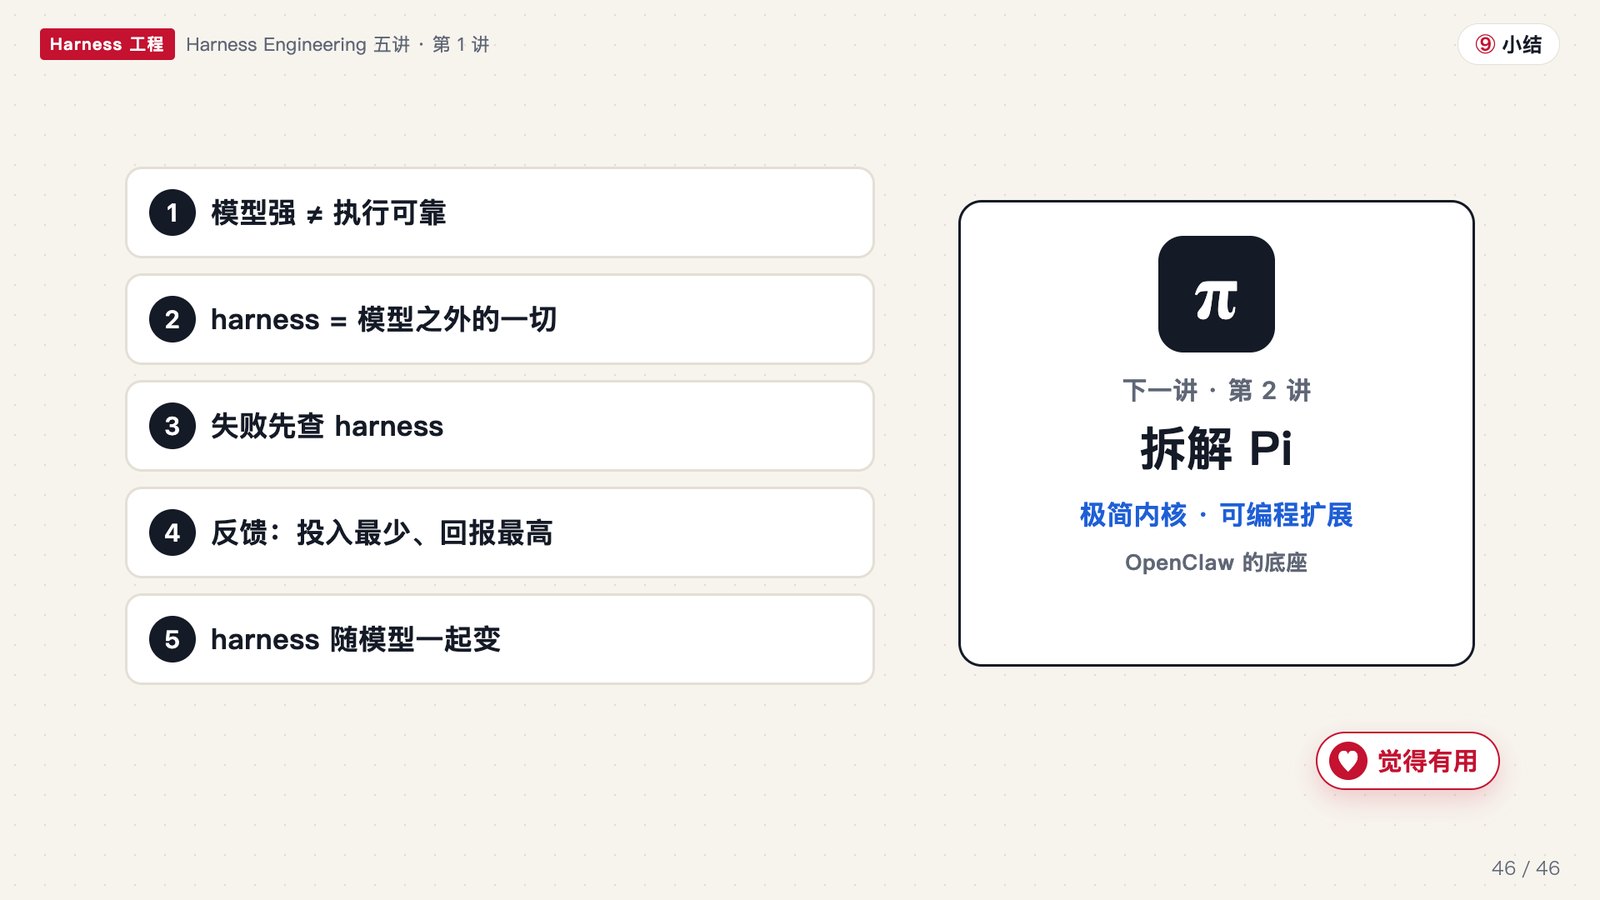 Harness 工程 Harness Engineering 五讲 · 第 1 讲
⑨ 小结
1 模型强 ≠ 执行可靠
2 harness = 模型之外的一切
3 失败先查 harness
4 反馈：投入最少、回报最高
5 harness 随模型一起变
π
下一讲 · 第 2 讲
拆解 Pi
极简内核 · 可编程扩展
OpenClaw 的底座
觉得有用
46 / 46